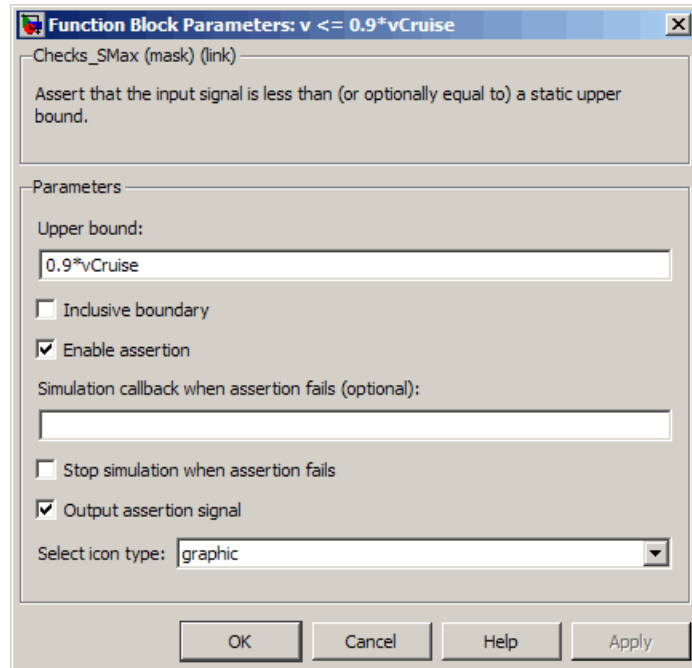 Function Block Parameters: v <= 0.9*vCruise
Checks_SMax (mask) (link)
Assert that the input signal is less than (or optionally equal to) a static upper
bound.
Parameters
Upper bound:
0.9*vCruise
Inclusive boundary
Enable assertion
Simulation callback when assertion fails (optional):
Stop simulation when assertion fails
Output assertion signal
Select icon type: graphic
OK Cancel Help Apply